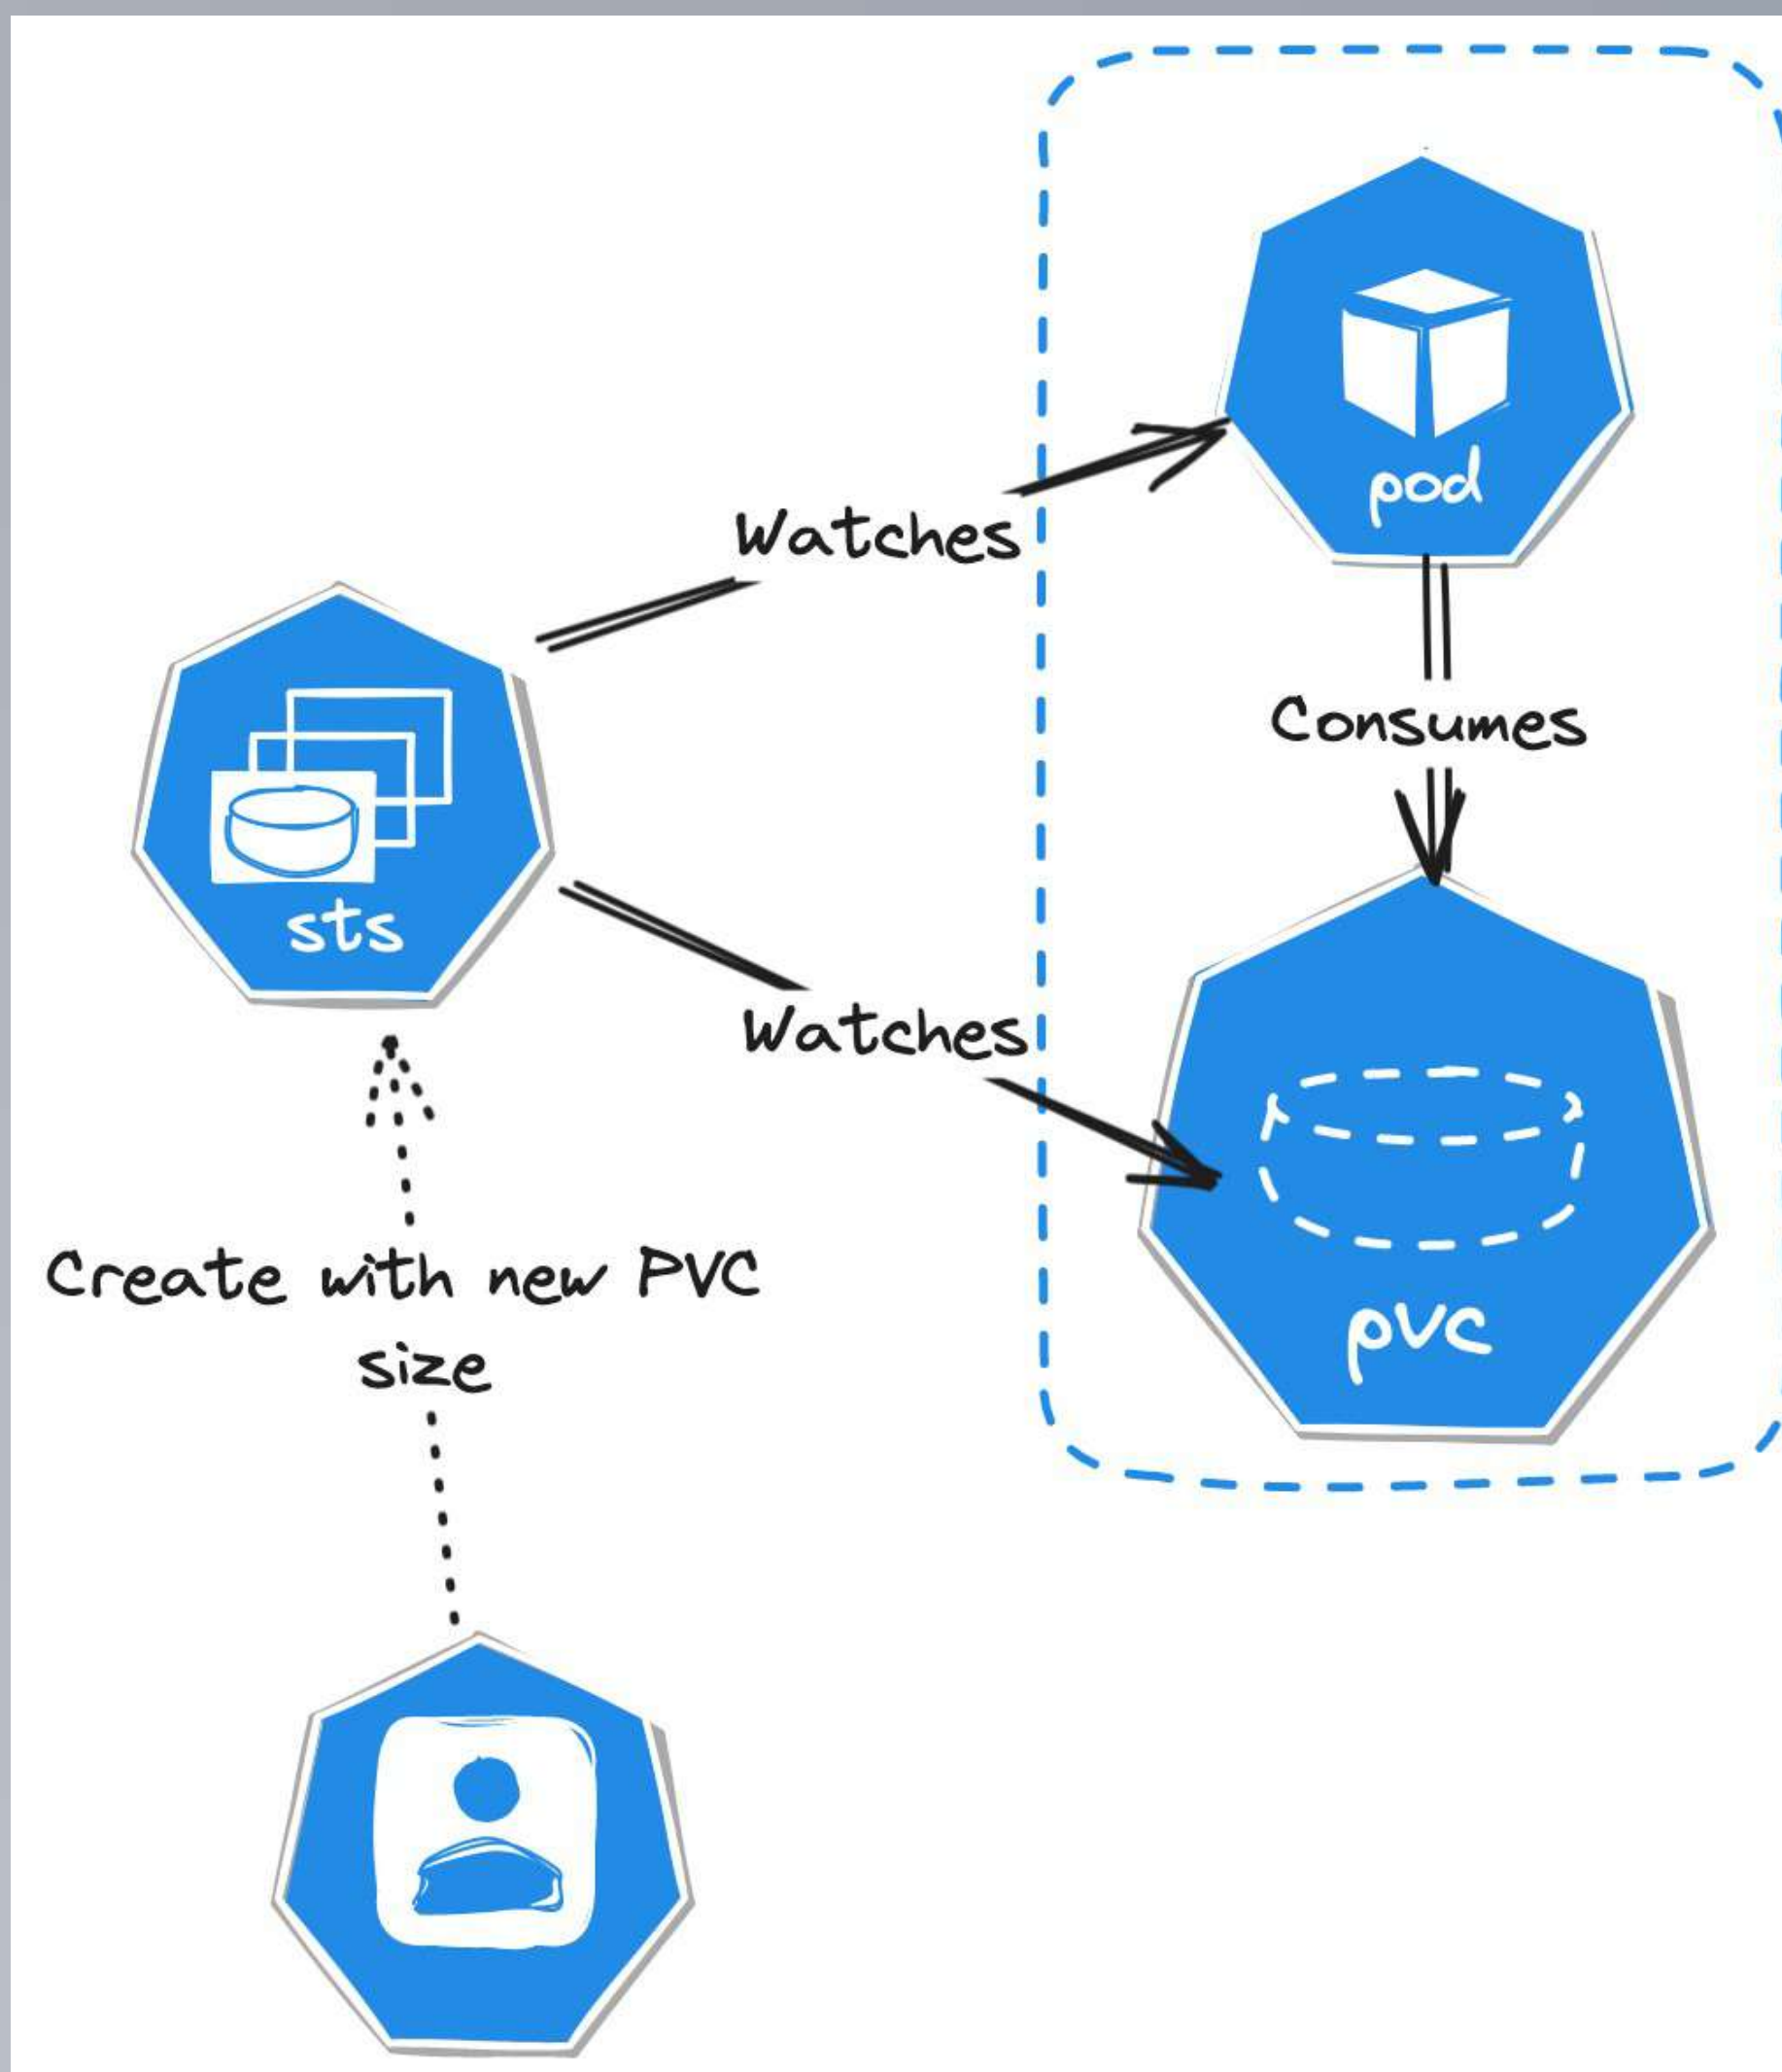 pod
Watches
Consumes
sts
Watches
Create with new PVC
size
pvc